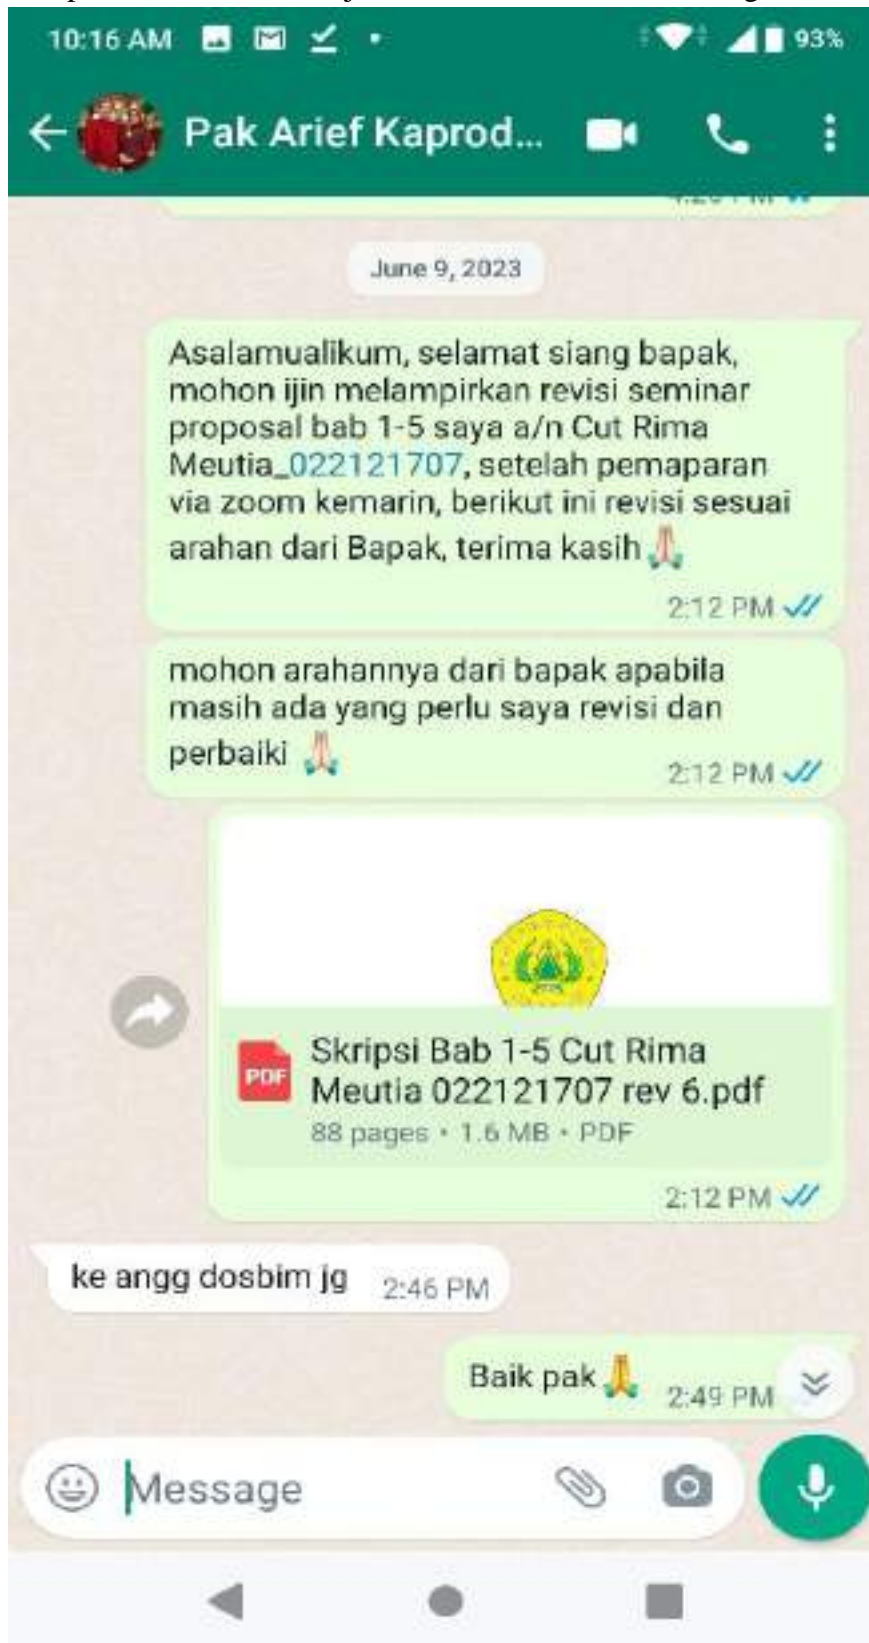 10:16 AM
93%
Pak Arief Kaprod...
June 9, 2023
Asalamualikum, selamat siang bapak,
mohon ijin melampirkan revisi seminar
proposal bab 1-5 saya a/n Cut Rima
Meutia_022121707, setelah pemaparan
via zoom kemarin, berikut ini revisi sesuai
arahan dari Bapak, terima kasih🙏🏻
2:12 PM
mohon arahannya dari bapak apabila
masih ada yang perlu saya revisi dan
perbaiki 🙏🏻
2:12 PM
PDF
Skripsi Bab 1-5 Cut Rima
Meutia 022121707 rev 6.pdf
88 pages • 1.6 MB • PDF
2:12 PM
ke angg dosbim jg 2:46 PM
Baik pak🙏 2:49 PM
Message